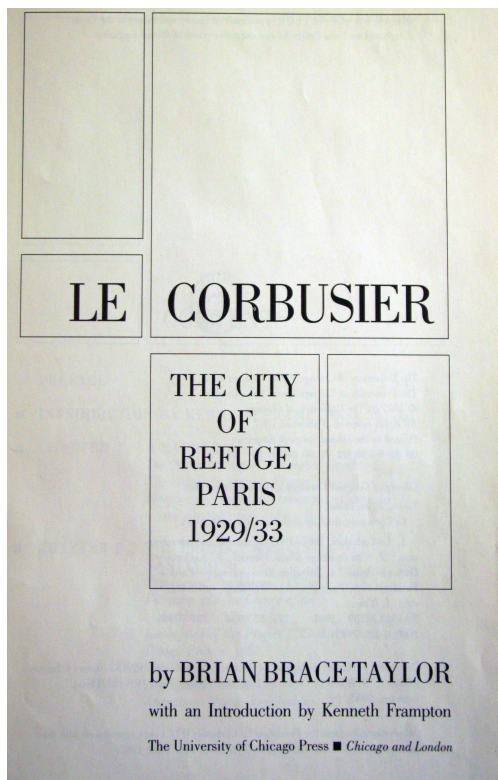 LE CORBUSIER
THE CITY
OF
REFUGE
PARIS
1929/33
by BRIAN BRACE TAYLOR
with an Introduction by Kenneth Frampton
The University of Chicago Press ■ Chicago and London